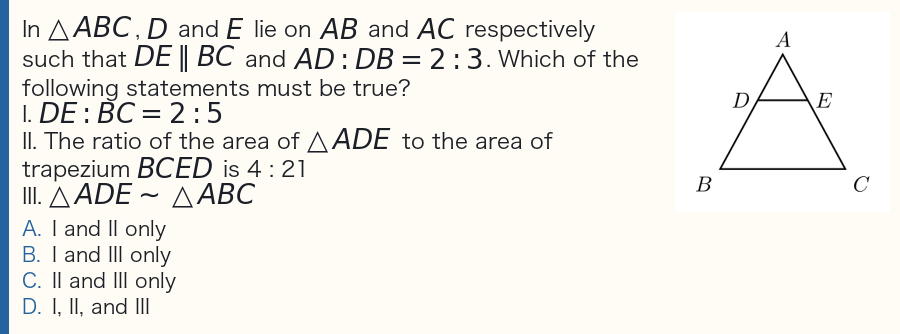 In △ABC, D and E lie on AB and AC respectively
such that DE ∥ BC and AD : DB = 2 : 3. Which of the
following statements must be true?
I. DE : BC = 2 : 5
II. The ratio of the area of △ADE to the area of
trapezium BCED is 4 : 21
III. △ADE ~ △ABC
A. I and II only
B. I and III only
C. II and III only
D. I, II, and III
A
D E
B C